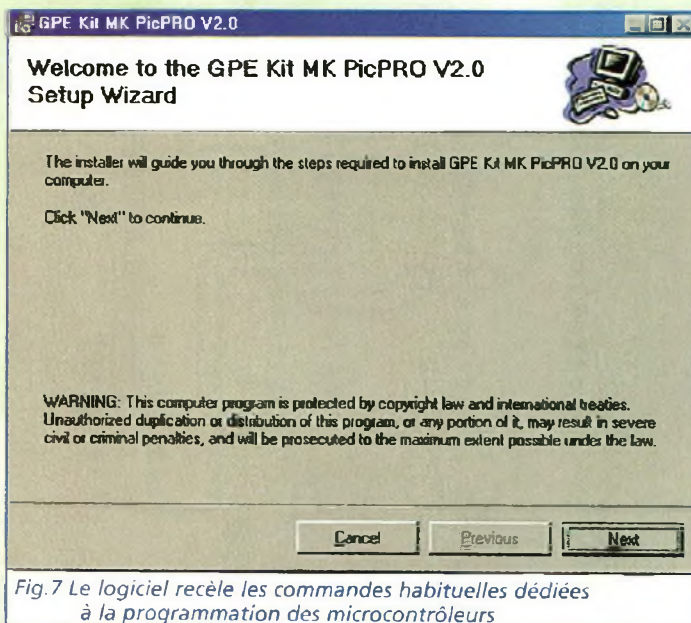 GPE Kit MK PicPRO V2.0
Welcome to the GPE Kit MK PicPRO V2.0
Setup Wizard
The installer will guide you through the steps required to install GPE Kit MK PicPRO V2.0 on your
computer.
Click "Next" to continue.
WARNING: This computer program is protected by copyright law and international treaties.
Unauthorized duplication or distribution of this program, or any portion of it, may result in severe
civil or criminal penalties, and will be prosecuted to the maximum extent possible under the law.
Cancel
Previous
Next
Fig.7 Le logiciel recèle les commandes habituelles dédiées
à la programmation des microcontrôleurs